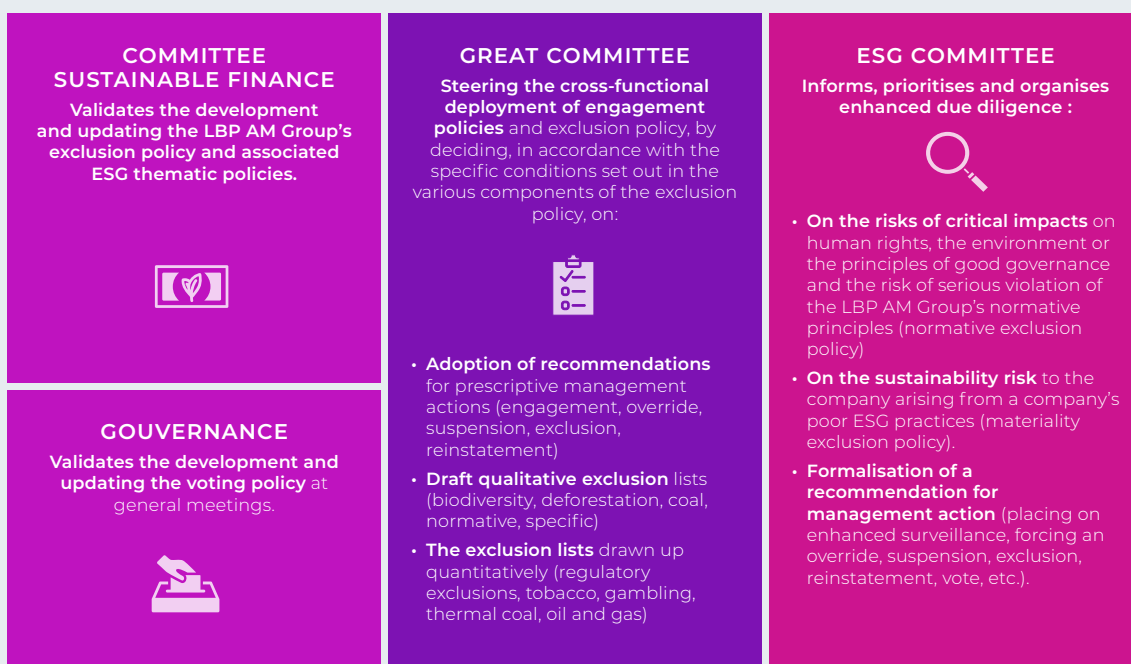 COMMITTEE
SUSTAINABLE FINANCE
Validates the development
and updating the LBP AM Group's
exclusion policy and associated
ESG thematic policies.
GOUVERNANCE
Validates the development and
updating the voting policy at
general meetings.
GREAT COMMITTEE
Steering the cross-functional
deployment of engagement
policies and exclusion policy, by
deciding, in accordance with the
specific conditions set out in the
various components of the exclusion
policy, on:
• Adoption of recommendations
for prescriptive management
actions (engagement, override,
suspension, exclusion,
reinstatement)
• Draft qualitative exclusion lists
(biodiversity, deforestation, coal,
normative, specific)
• The exclusion lists drawn up
quantitatively (regulatory
exclusions, tobacco, gambling,
thermal coal, oil and gas)
ESG COMMITTEE
Informs, prioritises and organises
enhanced due diligence :
• On the risks of critical impacts on
human rights, the environment or
the principles of good governance
and the risk of serious violation of
the LBP AM Group's normative
principles (normative exclusion
policy)
• On the sustainability risk to the
company arising from a company's
poor ESG practices (materiality
exclusion policy).
• Formalisation of a
recommendation for
management action (placing on
enhanced surveillance, forcing an
override, suspension, exclusion,
reinstatement, vote, etc.).